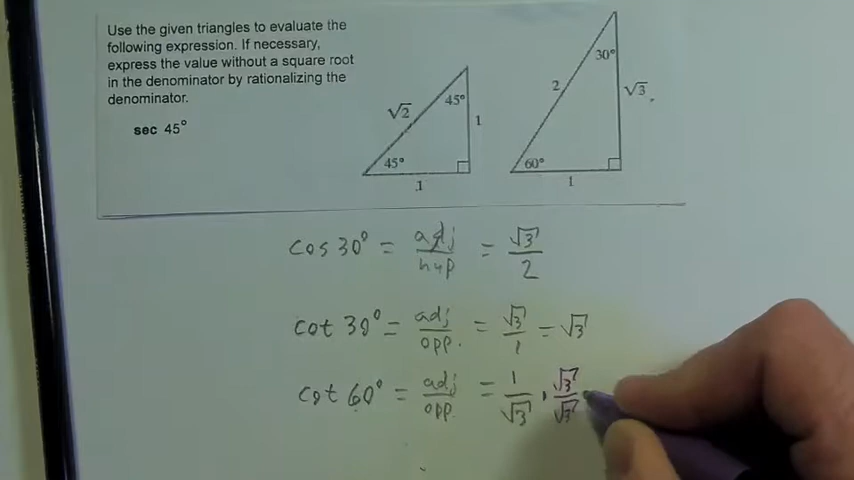 Use the given triangles to evaluate the
following expression. If necessary,
express the value without a square root
in the denominator by rationalizing the
denominator.
sec 45°
√2
45°
1
45°
1
30°
2
√3
60°
1
cos 30° = adj/hyp = √3/2
cot 30° = adj/opp. = √3/1 = √3
cot 60° = adj/opp. = 1/√3 · √3/√3